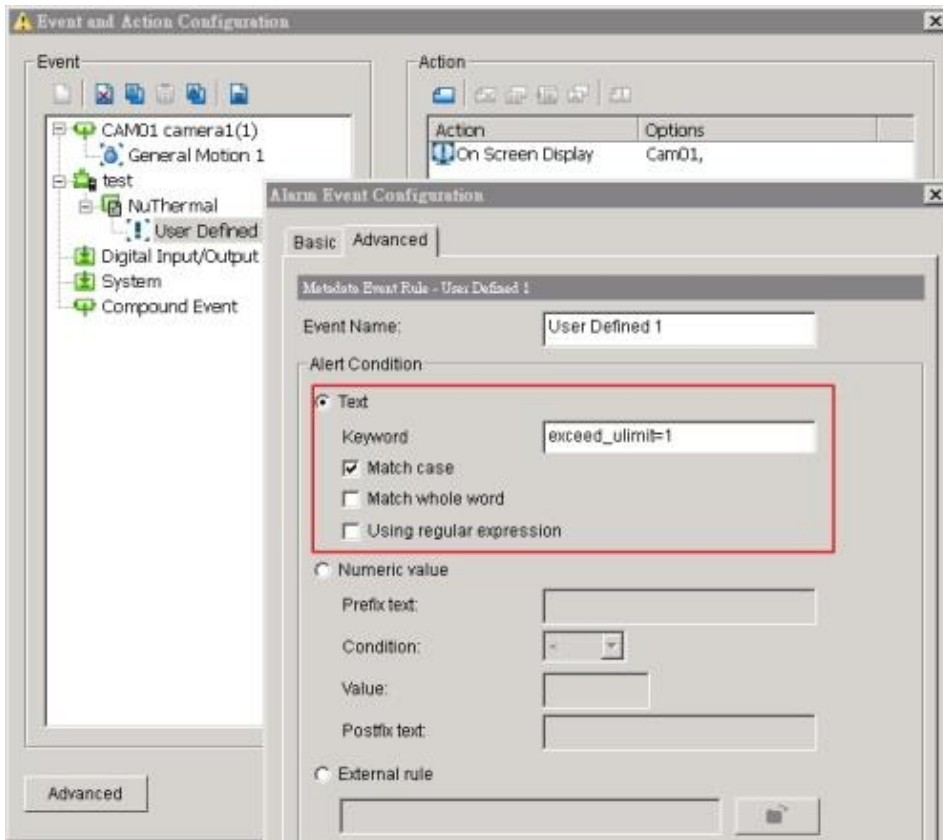 Event and Action Configuration
Event
Action
CAM01 camera1(1)
General Motion 1
test
NuThermal
User Defined
Digital Input/Output
System
Compound Event
Action Options
On Screen Display Cam01,
Alarm Event Configuration
Basic Advanced
Metadata Event Rule - User Defined 1
Event Name: User Defined 1
Alert Condition
Text
Keyword exceed_ulimit=1
Match case
Match whole word
Using regular expression
Numeric value
Prefix text:
Condition: <
Value:
Postfix text:
External rule
Advanced